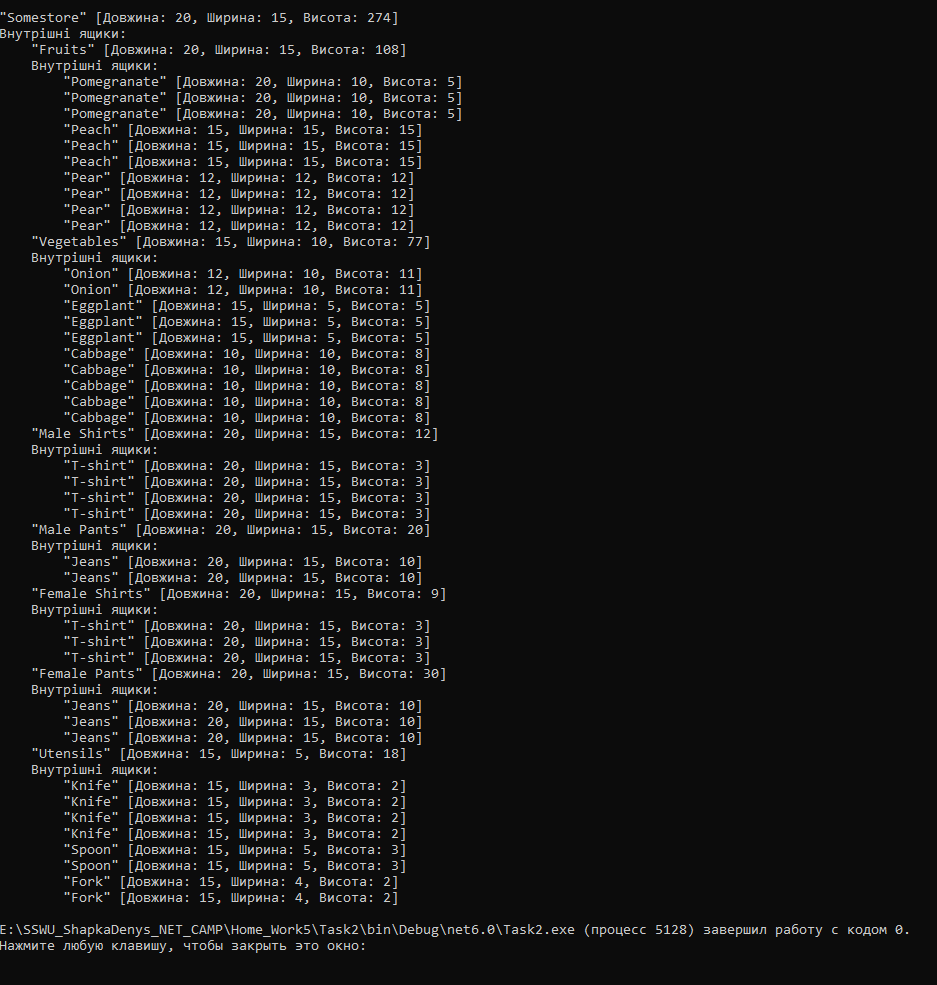 "Somestore" [Довжина: 20, Ширина: 15, Висота: 274]
Внутрішні ящики:
    "Fruits" [Довжина: 20, Ширина: 15, Висота: 108]
    Внутрішні ящики:
        "Pomegranate" [Довжина: 20, Ширина: 10, Висота: 5]
        "Pomegranate" [Довжина: 20, Ширина: 10, Висота: 5]
        "Pomegranate" [Довжина: 20, Ширина: 10, Висота: 5]
        "Peach" [Довжина: 15, Ширина: 15, Висота: 15]
        "Peach" [Довжина: 15, Ширина: 15, Висота: 15]
        "Peach" [Довжина: 15, Ширина: 15, Висота: 15]
        "Pear" [Довжина: 12, Ширина: 12, Висота: 12]
        "Pear" [Довжина: 12, Ширина: 12, Висота: 12]
        "Pear" [Довжина: 12, Ширина: 12, Висота: 12]
        "Pear" [Довжина: 12, Ширина: 12, Висота: 12]
    "Vegetables" [Довжина: 15, Ширина: 10, Висота: 77]
    Внутрішні ящики:
        "Onion" [Довжина: 12, Ширина: 10, Висота: 11]
        "Onion" [Довжина: 12, Ширина: 10, Висота: 11]
        "Eggplant" [Довжина: 15, Ширина: 5, Висота: 5]
        "Eggplant" [Довжина: 15, Ширина: 5, Висота: 5]
        "Eggplant" [Довжина: 15, Ширина: 5, Висота: 5]
        "Cabbage" [Довжина: 10, Ширина: 10, Висота: 8]
        "Cabbage" [Довжина: 10, Ширина: 10, Висота: 8]
        "Cabbage" [Довжина: 10, Ширина: 10, Висота: 8]
        "Cabbage" [Довжина: 10, Ширина: 10, Висота: 8]
        "Cabbage" [Довжина: 10, Ширина: 10, Висота: 8]
    "Male Shirts" [Довжина: 20, Ширина: 15, Висота: 12]
    Внутрішні ящики:
        "T-shirt" [Довжина: 20, Ширина: 15, Висота: 3]
        "T-shirt" [Довжина: 20, Ширина: 15, Висота: 3]
        "T-shirt" [Довжина: 20, Ширина: 15, Висота: 3]
        "T-shirt" [Довжина: 20, Ширина: 15, Висота: 3]
    "Male Pants" [Довжина: 20, Ширина: 15, Висота: 20]
    Внутрішні ящики:
        "Jeans" [Довжина: 20, Ширина: 15, Висота: 10]
        "Jeans" [Довжина: 20, Ширина: 15, Висота: 10]
    "Female Shirts" [Довжина: 20, Ширина: 15, Висота: 9]
    Внутрішні ящики:
        "T-shirt" [Довжина: 20, Ширина: 15, Висота: 3]
        "T-shirt" [Довжина: 20, Ширина: 15, Висота: 3]
        "T-shirt" [Довжина: 20, Ширина: 15, Висота: 3]
    "Female Pants" [Довжина: 20, Ширина: 15, Висота: 30]
    Внутрішні ящики:
        "Jeans" [Довжина: 20, Ширина: 15, Висота: 10]
        "Jeans" [Довжина: 20, Ширина: 15, Висота: 10]
        "Jeans" [Довжина: 20, Ширина: 15, Висота: 10]
    "Utensils" [Довжина: 15, Ширина: 5, Висота: 18]
    Внутрішні ящики:
        "Knife" [Довжина: 15, Ширина: 3, Висота: 2]
        "Knife" [Довжина: 15, Ширина: 3, Висота: 2]
        "Knife" [Довжина: 15, Ширина: 3, Висота: 2]
        "Knife" [Довжина: 15, Ширина: 3, Висота: 2]
        "Spoon" [Довжина: 15, Ширина: 5, Висота: 3]
        "Spoon" [Довжина: 15, Ширина: 5, Висота: 3]
        "Fork" [Довжина: 15, Ширина: 4, Висота: 2]
        "Fork" [Довжина: 15, Ширина: 4, Висота: 2]
E:\SSWU_ShapkaDenys_NET_CAMP\Home_Work5\Task2\bin\Debug\net6.0\Task2.exe (процесс 5128) завершил работу с кодом 0.
Нажмите любую клавишу, чтобы закрыть это окно: